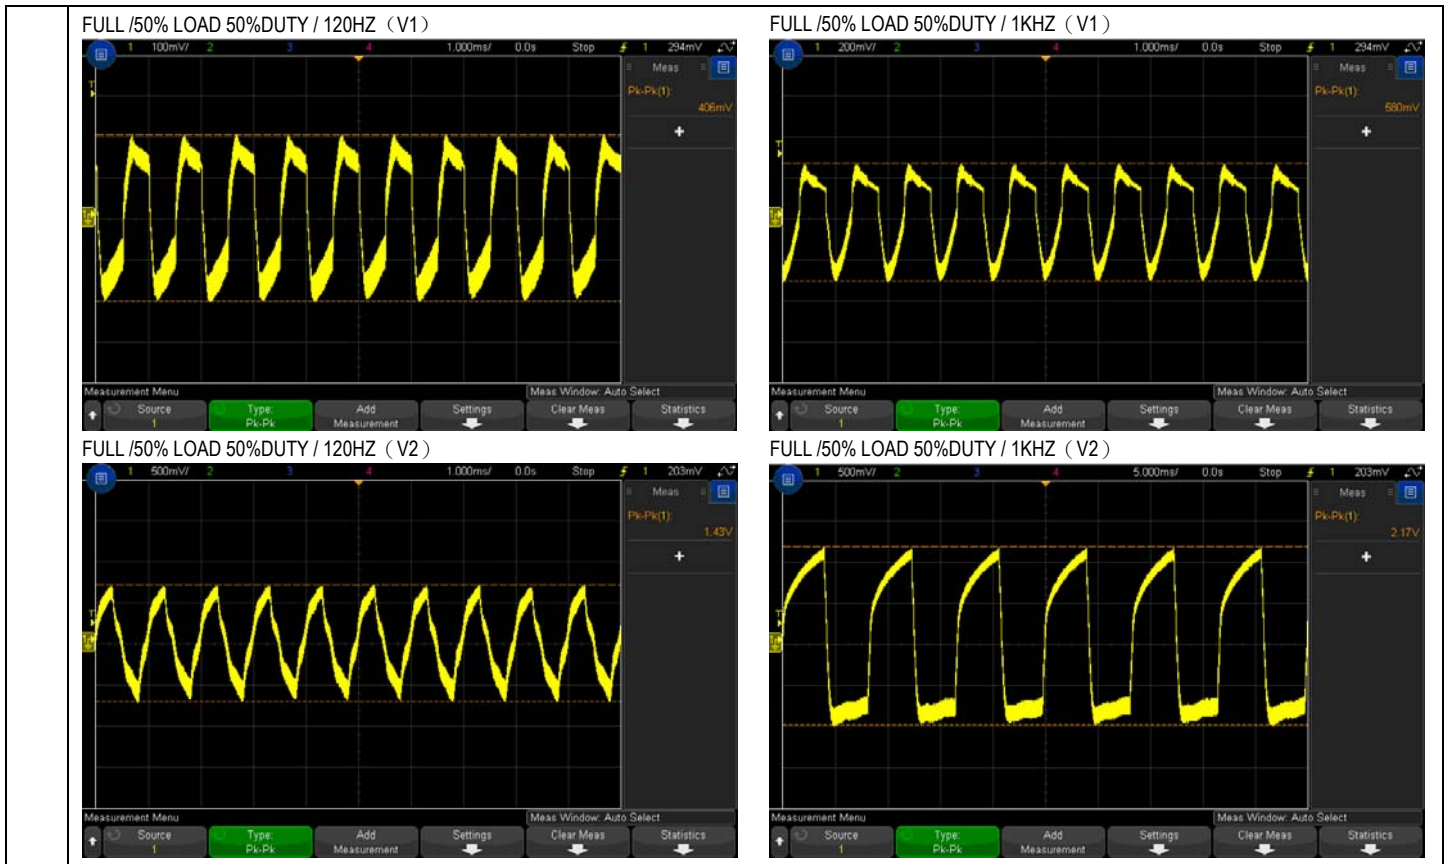 FULL /50% LOAD 50%DUTY / 120HZ（V1）
1 100mV/ 2 3 4 1.000ms/ 0.0s Stop 1 294mV
Meas
Pk-Pk(1):
406mV
+
T
Measurement Menu
Meas Window: Auto Select
Source
1
Type:
Pk-Pk
Add
Measurement
Settings
Clear Meas
Statistics
FULL /50% LOAD 50%DUTY / 1KHZ（V1）
1 200mV/ 2 3 4 1.000ms/ 0.0s Stop 1 294mV
Meas
Pk-Pk(1):
580mV
+
T
Measurement Menu
Meas Window: Auto Select
Source
1
Type:
Pk-Pk
Add
Measurement
Settings
Clear Meas
Statistics
FULL /50% LOAD 50%DUTY / 120HZ（V2）
1 500mV/ 2 3 4 1.000ms/ 0.0s Stop 1 203mV
Meas
Pk-Pk(1):
1.43V
+
T
Measurement Menu
Meas Window: Auto Select
Source
1
Type:
Pk-Pk
Add
Measurement
Settings
Clear Meas
Statistics
FULL /50% LOAD 50%DUTY / 1KHZ（V2）
1 500mV/ 2 3 4 5.000ms/ 0.0s Stop 1 203mV
Meas
Pk-Pk(1):
2.17V
+
T
Measurement Menu
Meas Window: Auto Select
Source
1
Type:
Pk-Pk
Add
Measurement
Settings
Clear Meas
Statistics